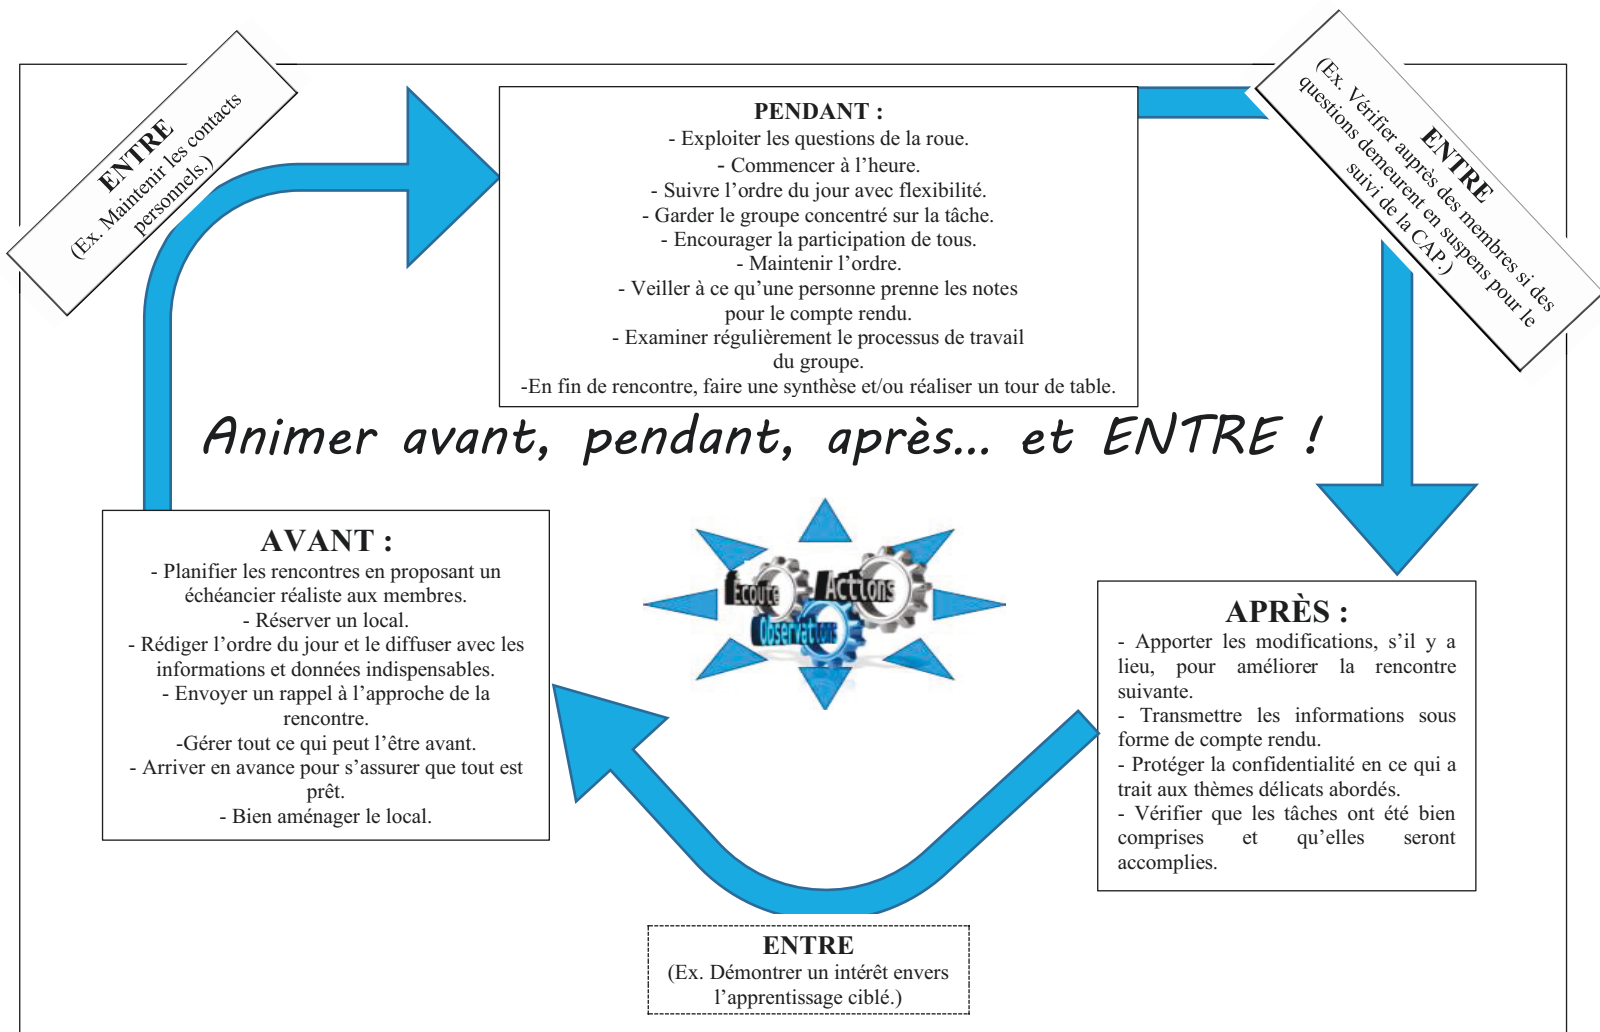 ENTRE
(Ex. Maintenir les contacts
personnels.)
PENDANT :
- Exploiter les questions de la roue.
- Commencer à l’heure.
- Suivre l’ordre du jour avec flexibilité.
- Garder le groupe concentré sur la tâche.
- Encourager la participation de tous.
- Maintenir l’ordre.
- Veiller à ce qu’une personne prenne les notes
pour le compte rendu.
- Examiner régulièrement le processus de travail
du groupe.
-En fin de rencontre, faire une synthèse et/ou réaliser un tour de table.
ENTRE
(Ex. Vérifier auprès des membres si des
questions demeurent en suspens pour le
suivi de la CAP.)
Animer avant, pendant, après... et ENTRE !
AVANT :
- Planifier les rencontres en proposant un
échéancier réaliste aux membres.
- Réserver un local.
- Rédiger l’ordre du jour et le diffuser avec les
informations et données indispensables.
- Envoyer un rappel à l’approche de la
rencontre.
-Gérer tout ce qui peut l’être avant.
- Arriver en avance pour s’assurer que tout est
prêt.
- Bien aménager le local.
Écoute
Actions
Observations
APRÈS :
- Apporter les modifications, s’il y a
lieu, pour améliorer la rencontre
suivante.
- Transmettre les informations sous
forme de compte rendu.
- Protéger la confidentialité en ce qui a
trait aux thèmes délicats abordés.
- Vérifier que les tâches ont été bien
comprises et qu’elles seront
accomplies.
ENTRE
(Ex. Démontrer un intérêt envers
l’apprentissage ciblé.)